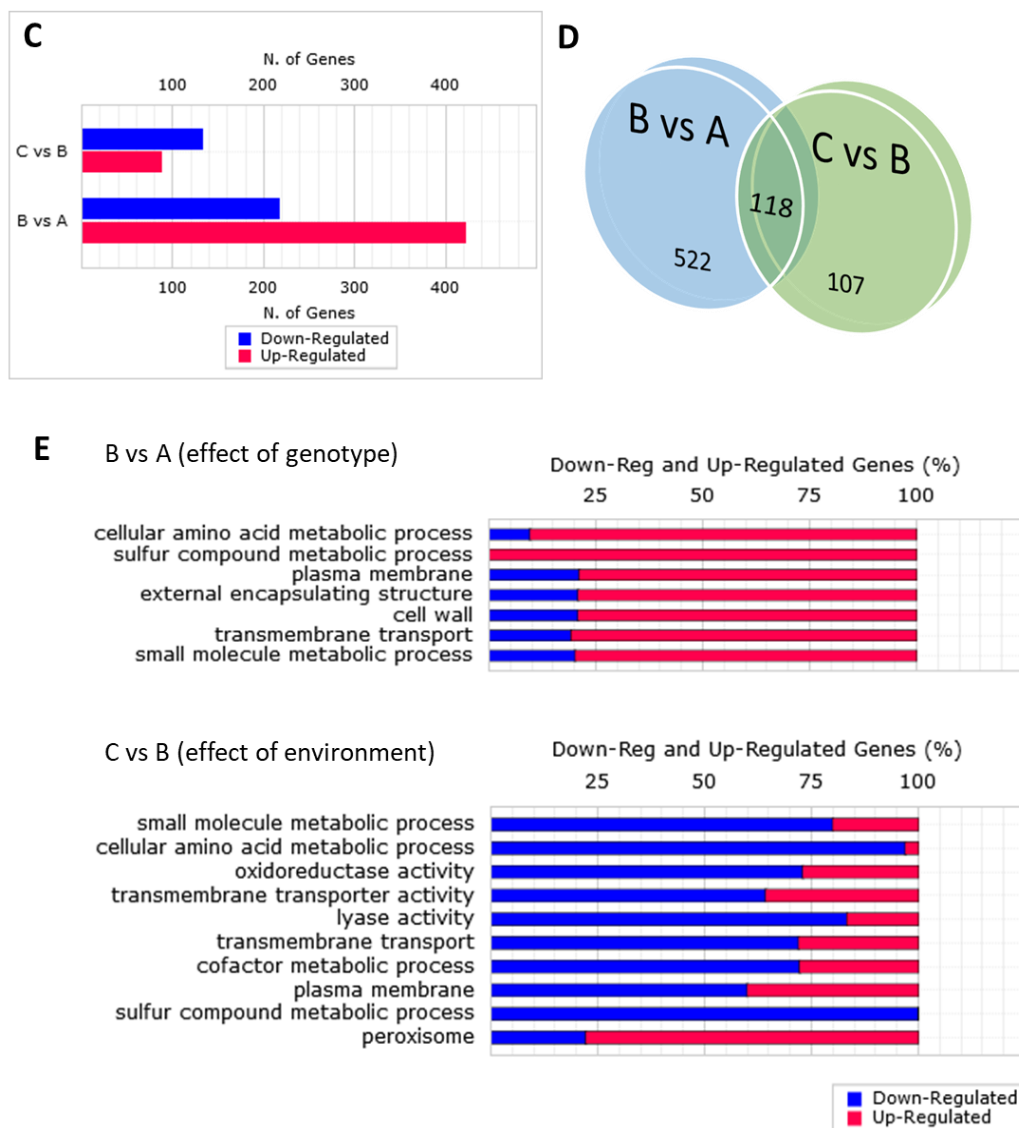 C
N. of Genes
100 200 300 400
C vs B
B vs A
100 200 300 400
N. of Genes
Down-Regulated
Up-Regulated
D
B vs A
C vs B
118
522
107
E
B vs A (effect of genotype)
Down-Reg and Up-Regulated Genes (%)
25 50 75 100
cellular amino acid metabolic process
sulfur compound metabolic process
plasma membrane
external encapsulating structure
cell wall
transmembrane transport
small molecule metabolic process
C vs B (effect of environment)
Down-Reg and Up-Regulated Genes (%)
25 50 75 100
small molecule metabolic process
cellular amino acid metabolic process
oxidoreductase activity
transmembrane transporter activity
lyase activity
transmembrane transport
cofactor metabolic process
plasma membrane
sulfur compound metabolic process
peroxisome
Down-Regulated
Up-Regulated